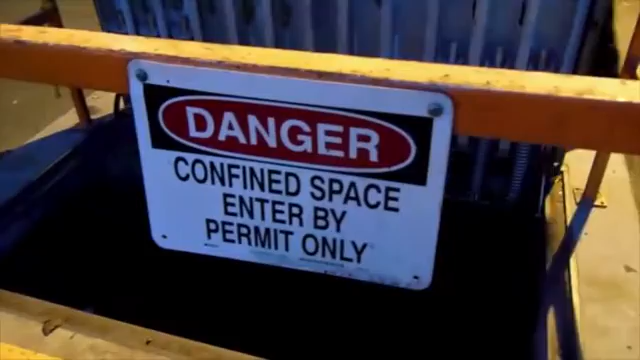 DANGER
CONFINED SPACE
ENTER BY
PERMIT ONLY